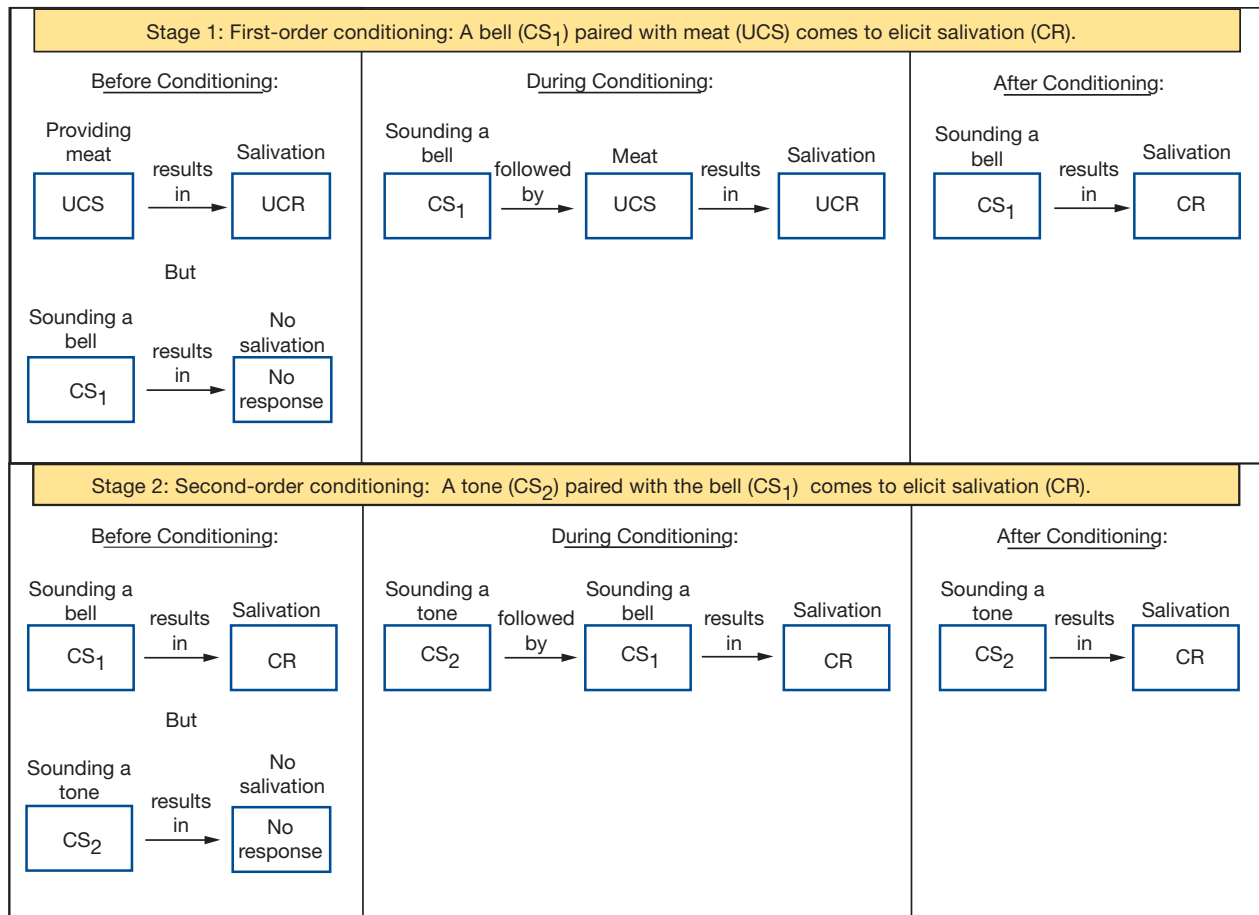 Stage 1: First-order conditioning: A bell (CS1) paired with meat (UCS) comes to elicit salivation (CR).
Before Conditioning:
Providing
meat
UCS
results
in
Salivation
UCR
But
Sounding a
bell
CS1
results
in
No
salivation
No
response
During Conditioning:
Sounding a
bell
CS1
followed
by
Meat
UCS
results
in
Salivation
UCR
After Conditioning:
Sounding a
bell
CS1
results
in
Salivation
CR
Stage 2: Second-order conditioning: A tone (CS2) paired with the bell (CS1) comes to elicit salivation (CR).
Before Conditioning:
Sounding a
bell
CS1
results
in
Salivation
CR
But
Sounding a
tone
CS2
results
in
No
salivation
No
response
During Conditioning:
Sounding a
tone
CS2
followed
by
Sounding a
bell
CS1
results
in
Salivation
CR
After Conditioning:
Sounding a
tone
CS2
results
in
Salivation
CR